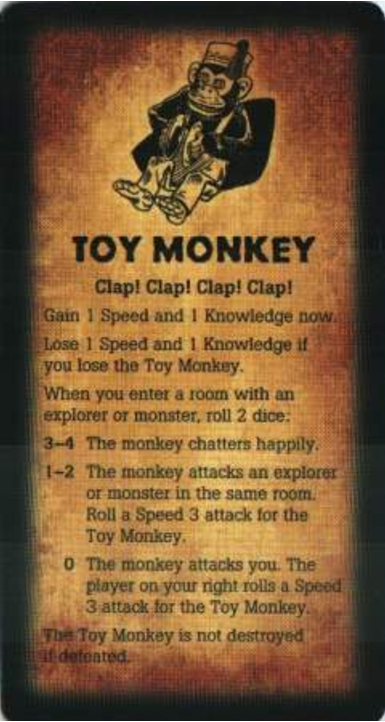 TOY MONKEY
Clap! Clap! Clap! Clap!
Gain 1 Speed and 1 Knowledge now.
Lose 1 Speed and 1 Knowledge if
you lose the Toy Monkey.
When you enter a room with an
explorer or monster, roll 2 dice:
3–4 The monkey chatters happily.
1–2 The monkey attacks an explorer
or monster in the same room.
Roll a Speed 3 attack for the
Toy Monkey.
0 The monkey attacks you. The
player on your right rolls a Speed
3 attack for the Toy Monkey.
The Toy Monkey is not destroyed
if defeated.